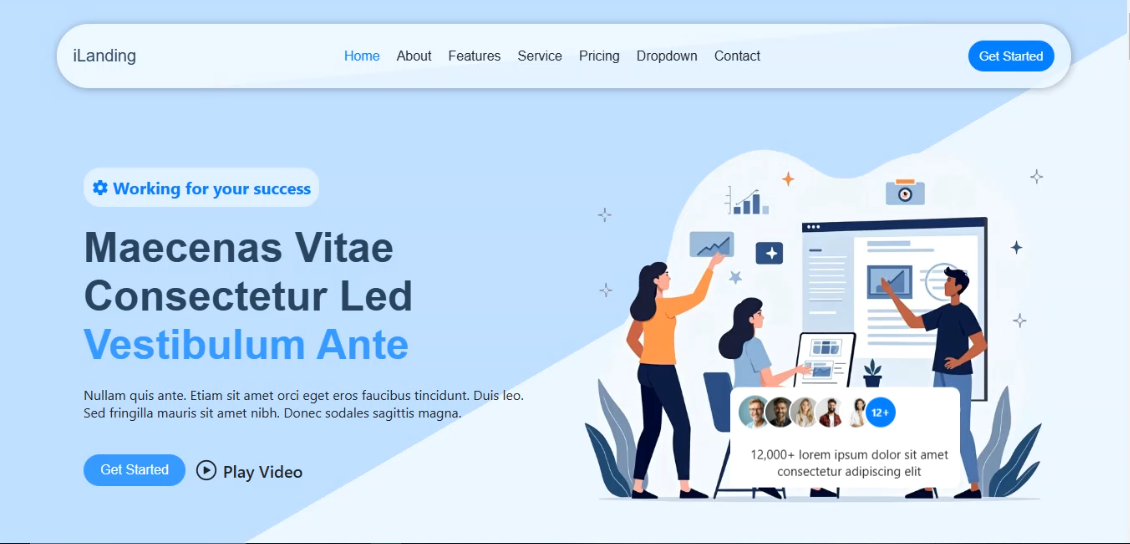 iLanding
Home About Features Service Pricing Dropdown Contact
Get Started
Working for your success
Maecenas Vitae
Consectetur Led
Vestibulum Ante
Nullam quis ante. Etiam sit amet orci eget eros faucibus tincidunt. Duis leo.
Sed fringilla mauris sit amet nibh. Donec sodales sagittis magna.
Get Started
Play Video
12+
12,000+ lorem ipsum dolor sit amet
consectetur adipiscing elit